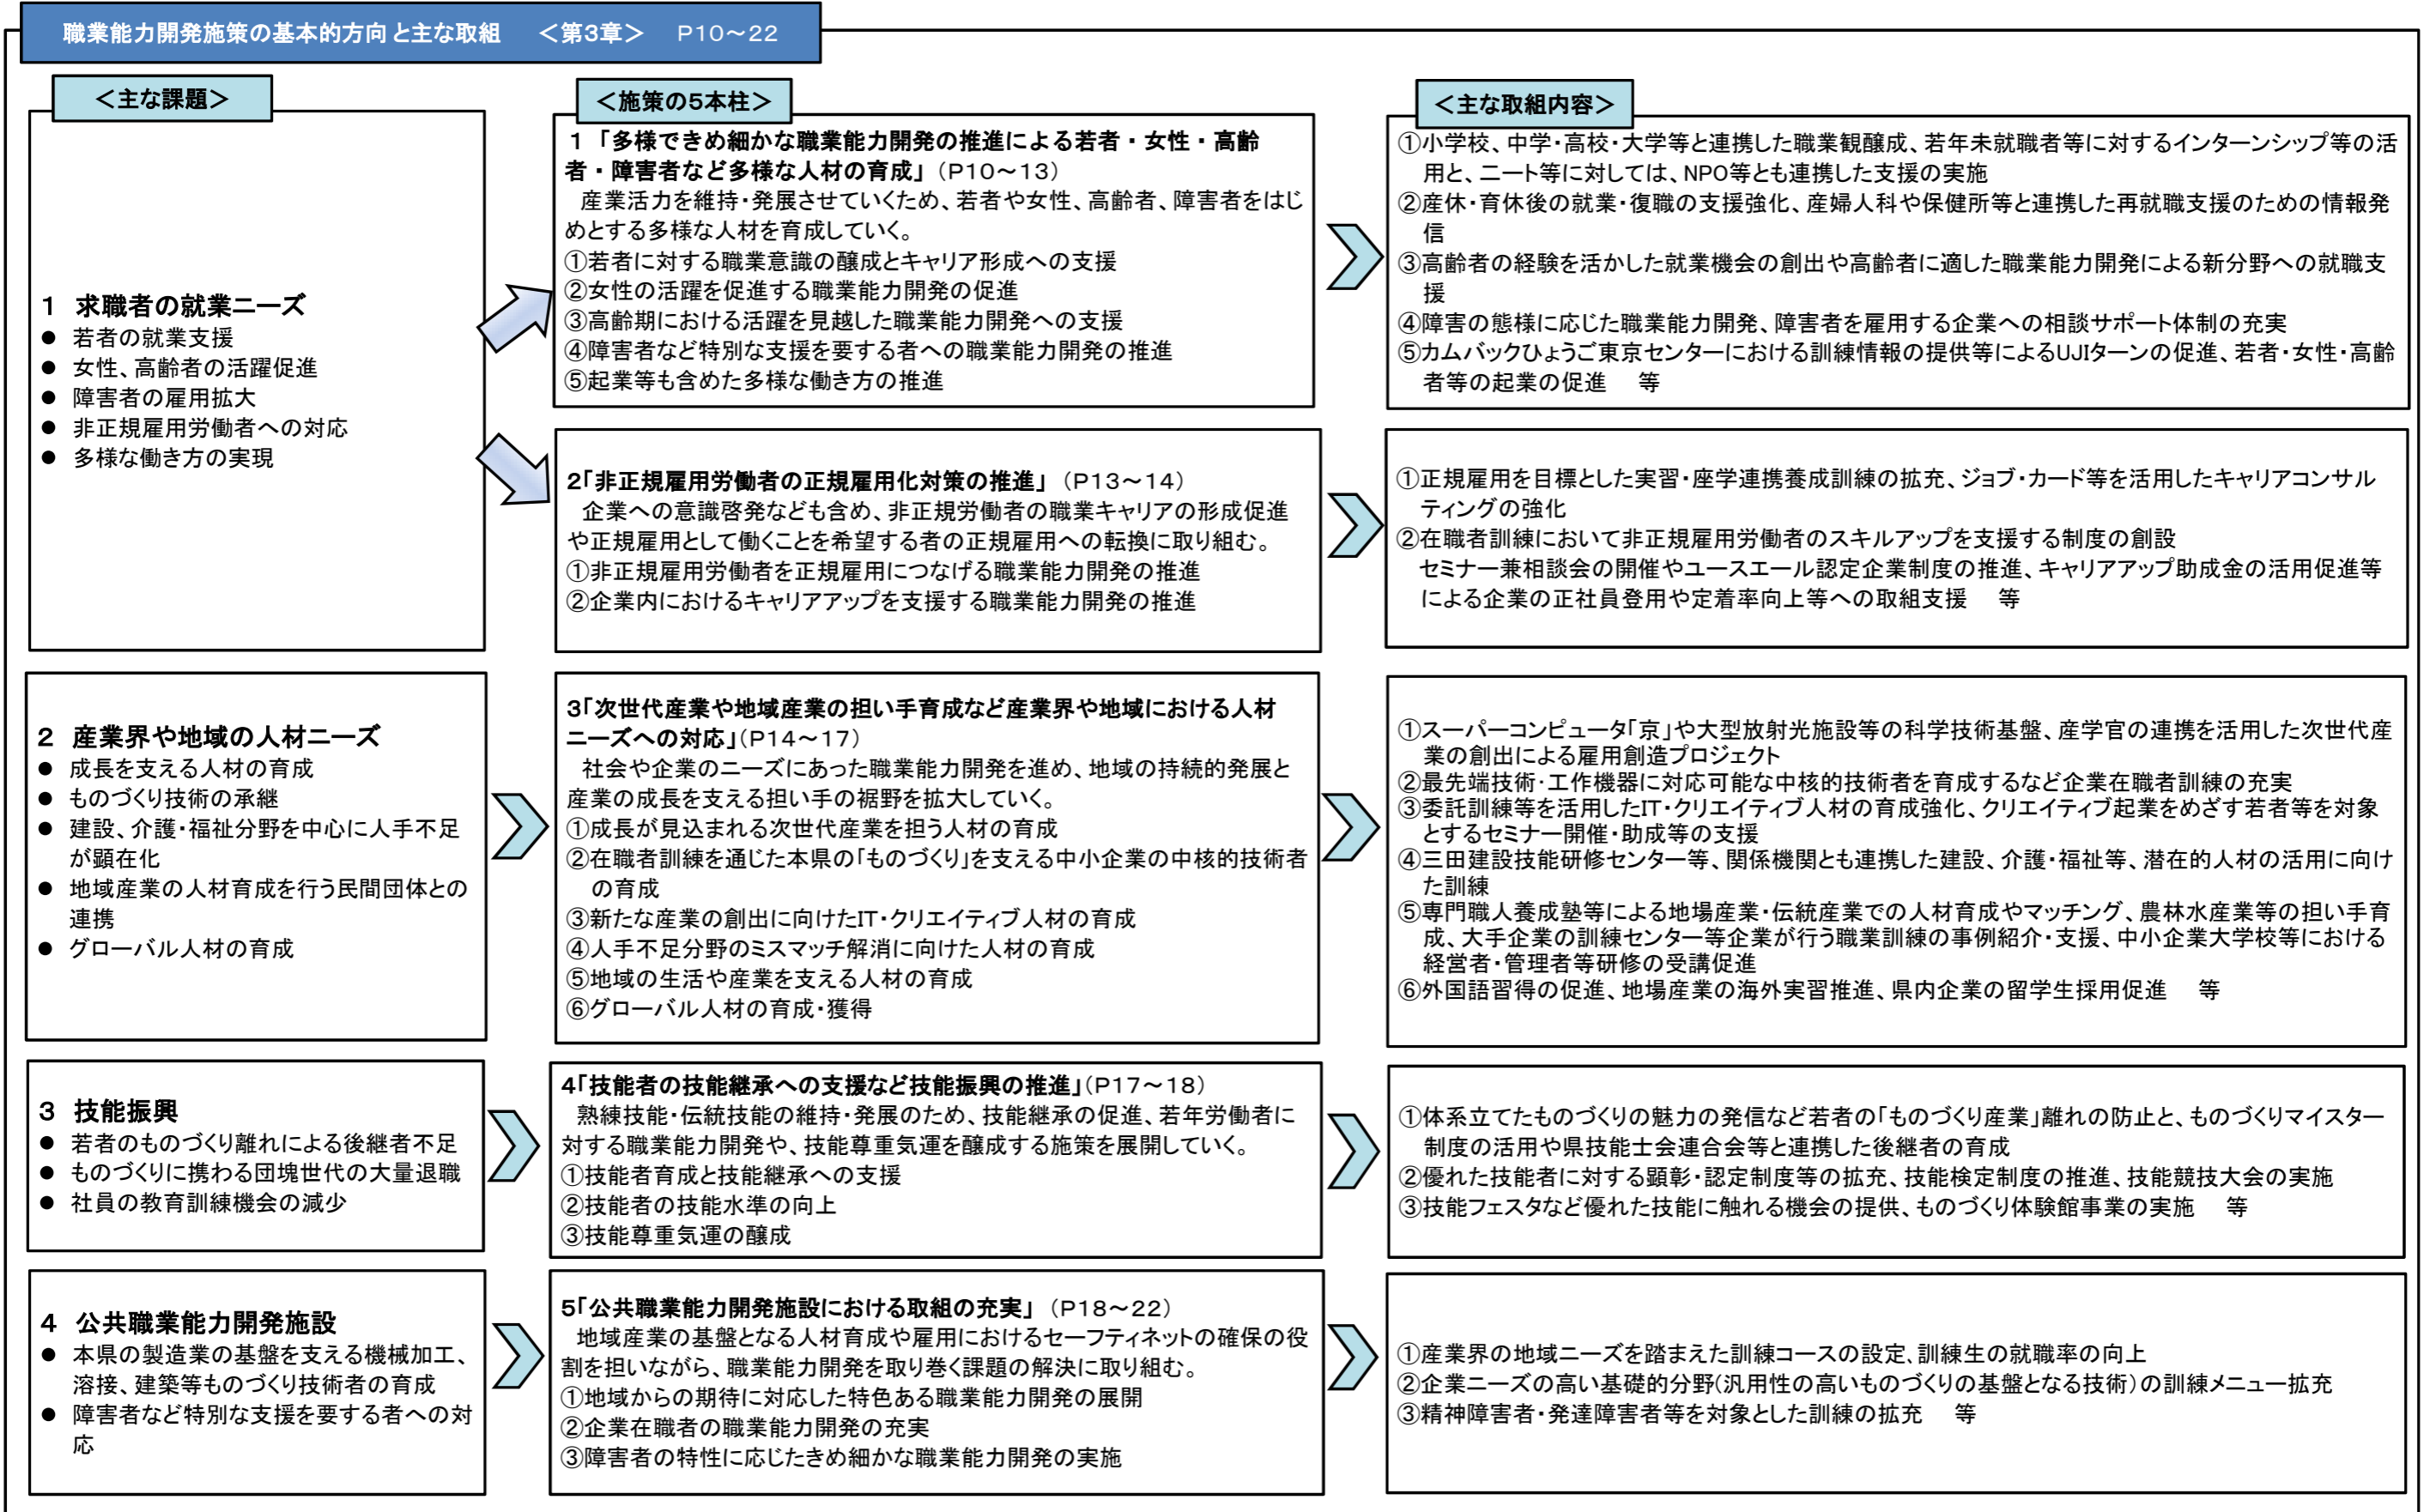 職業能力開発施策の基本的方向と主な取組　＜第3章＞　P10～22
＜主な課題＞
1　求職者の就業ニーズ
● 若者の就業支援
● 女性、高齢者の活躍促進
● 障害者の雇用拡大
● 非正規雇用労働者への対応
● 多様な働き方の実現
＜施策の5本柱＞
1 「多様できめ細かな職業能力開発の推進による若者・女性・高齢
者・障害者など多様な人材の育成」（P10～13）
産業活力を維持・発展させていくため、若者や女性、高齢者、障害者をはじ
めとする多様な人材を育成していく。
①若者に対する職業意識の醸成とキャリア形成への支援
②女性の活躍を促進する職業能力開発の促進
③高齢期における活躍を見越した職業能力開発への支援
④障害者など特別な支援を要する者への職業能力開発の推進
⑤起業等も含めた多様な働き方の推進
＜主な取組内容＞
①小学校、中学・高校・大学等と連携した職業観醸成、若年未就職者等に対するインターンシップ等の活
用と、ニート等に対しては、NPO等とも連携した支援の実施
②産休・育休後の就業・復職の支援強化、産婦人科や保健所等と連携した再就職支援のための情報発
信
③高齢者の経験を活かした就業機会の創出や高齢者に適した職業能力開発による新分野への就職支
援
④障害の態様に応じた職業能力開発、障害者を雇用する企業への相談サポート体制の充実
⑤カムバックひょうご東京センターにおける訓練情報の提供等によるUJIターンの促進、若者・女性・高齢
者等の起業の促進　等
2「非正規雇用労働者の正規雇用化対策の推進」（P13～14）
企業への意識啓発なども含め、非正規労働者の職業キャリアの形成促進
や正規雇用として働くことを希望する者の正規雇用への転換に取り組む。
①非正規雇用労働者を正規雇用につなげる職業能力開発の推進
②企業内におけるキャリアアップを支援する職業能力開発の推進
①正規雇用を目標とした実習・座学連携養成訓練の拡充、ジョブ・カード等を活用したキャリアコンサル
ティングの強化
②在職者訓練において非正規雇用労働者のスキルアップを支援する制度の創設
セミナー兼相談会の開催やユースエール認定企業制度の推進、キャリアアップ助成金の活用促進等
による企業の正社員登用や定着率向上等への取組支援　等
2　産業界や地域の人材ニーズ
● 成長を支える人材の育成
● ものづくり技術の承継
● 建設、介護・福祉分野を中心に人手不足
が顕在化
● 地域産業の人材育成を行う民間団体との
連携
● グローバル人材の育成
3「次世代産業や地域産業の担い手育成など産業界や地域における人材
ニーズへの対応」(P14～17）
社会や企業のニーズにあった職業能力開発を進め、地域の持続的発展と
産業の成長を支える担い手の裾野を拡大していく。
①成長が見込まれる次世代産業を担う人材の育成
②在職者訓練を通じた本県の「ものづくり」を支える中小企業の中核的技術者
の育成
③新たな産業の創出に向けたIT・クリエイティブ人材の育成
④人手不足分野のミスマッチ解消に向けた人材の育成
⑤地域の生活や産業を支える人材の育成
⑥グローバル人材の育成・獲得
①スーパーコンピュータ「京」や大型放射光施設等の科学技術基盤、産学官の連携を活用した次世代産
業の創出による雇用創造プロジェクト
②最先端技術・工作機器に対応可能な中核的技術者を育成するなど企業在職者訓練の充実
③委託訓練等を活用したIT・クリエイティブ人材の育成強化、クリエイティブ起業をめざす若者等を対象
とするセミナー開催・助成等の支援
④三田建設技能研修センター等、関係機関とも連携した建設、介護・福祉等、潜在的人材の活用に向け
た訓練
⑤専門職人養成塾等による地場産業・伝統産業での人材育成やマッチング、農林水産業等の担い手育
成、大手企業の訓練センター等企業が行う職業訓練の事例紹介・支援、中小企業大学校等における
経営者・管理者等研修の受講促進
⑥外国語習得の促進、地場産業の海外実習推進、県内企業の留学生採用促進　等
3　技能振興
● 若者のものづくり離れによる後継者不足
● ものづくりに携わる団塊世代の大量退職
● 社員の教育訓練機会の減少
4「技能者の技能継承への支援など技能振興の推進」(P17～18）
熟練技能・伝統技能の維持・発展のため、技能継承の促進、若年労働者に
対する職業能力開発や、技能尊重気運を醸成する施策を展開していく。
①技能者育成と技能継承への支援
②技能者の技能水準の向上
③技能尊重気運の醸成
①体系立てたものづくりの魅力の発信など若者の「ものづくり産業」離れの防止と、ものづくりマイスター
制度の活用や県技能士会連合会等と連携した後継者の育成
②優れた技能者に対する顕彰・認定制度等の拡充、技能検定制度の推進、技能競技大会の実施
③技能フェスタなど優れた技能に触れる機会の提供、ものづくり体験館事業の実施　等
4　公共職業能力開発施設
● 本県の製造業の基盤を支える機械加工、
溶接、建築等ものづくり技術者の育成
● 障害者など特別な支援を要する者への対
応
5「公共職業能力開発施設における取組の充実」（P18～22）
地域産業の基盤となる人材育成や雇用におけるセーフティネットの確保の役
割を担いながら、職業能力開発を取り巻く課題の解決に取り組む。
①地域からの期待に対応した特色ある職業能力開発の展開
②企業在職者の職業能力開発の充実
③障害者の特性に応じたきめ細かな職業能力開発の実施
①産業界の地域ニーズを踏まえた訓練コースの設定、訓練生の就職率の向上
②企業ニーズの高い基礎的分野(汎用性の高いものづくりの基盤となる技術）の訓練メニュー拡充
③精神障害者・発達障害者等を対象とした訓練の拡充　等